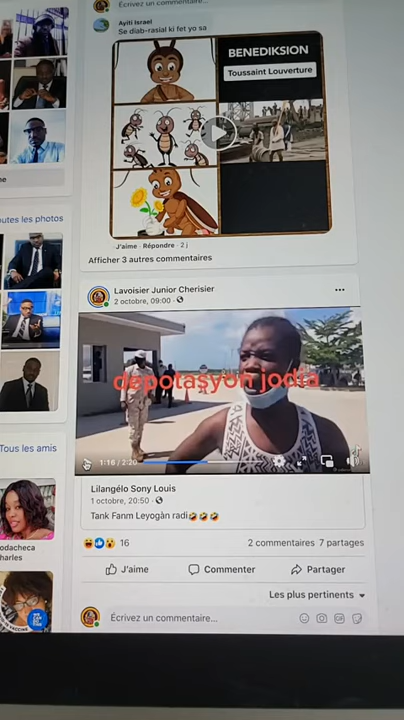 Écrivez un commentaire...
Ayiti Israel
Se diab-rasial ki fet yo sa
BENEDIKSION
Toussaint Louverture
J'aime · Répondre · 2 j
Afficher 3 autres commentaires
outes les photos
Lavoisier Junior Cherisier
2 octobre, 09:00 ·
depotasyon jodia
1:16 / 2:20
Tous les amis
Lilangélo Sony Louis
1 octobre, 20:50 ·
Tank Fanm Leyogàn radi🤣🤣🤣
odacheca
harles
16
2 commentaires 7 partages
J'aime
Commenter
Partager
Les plus pertinents
Écrivez un commentaire...